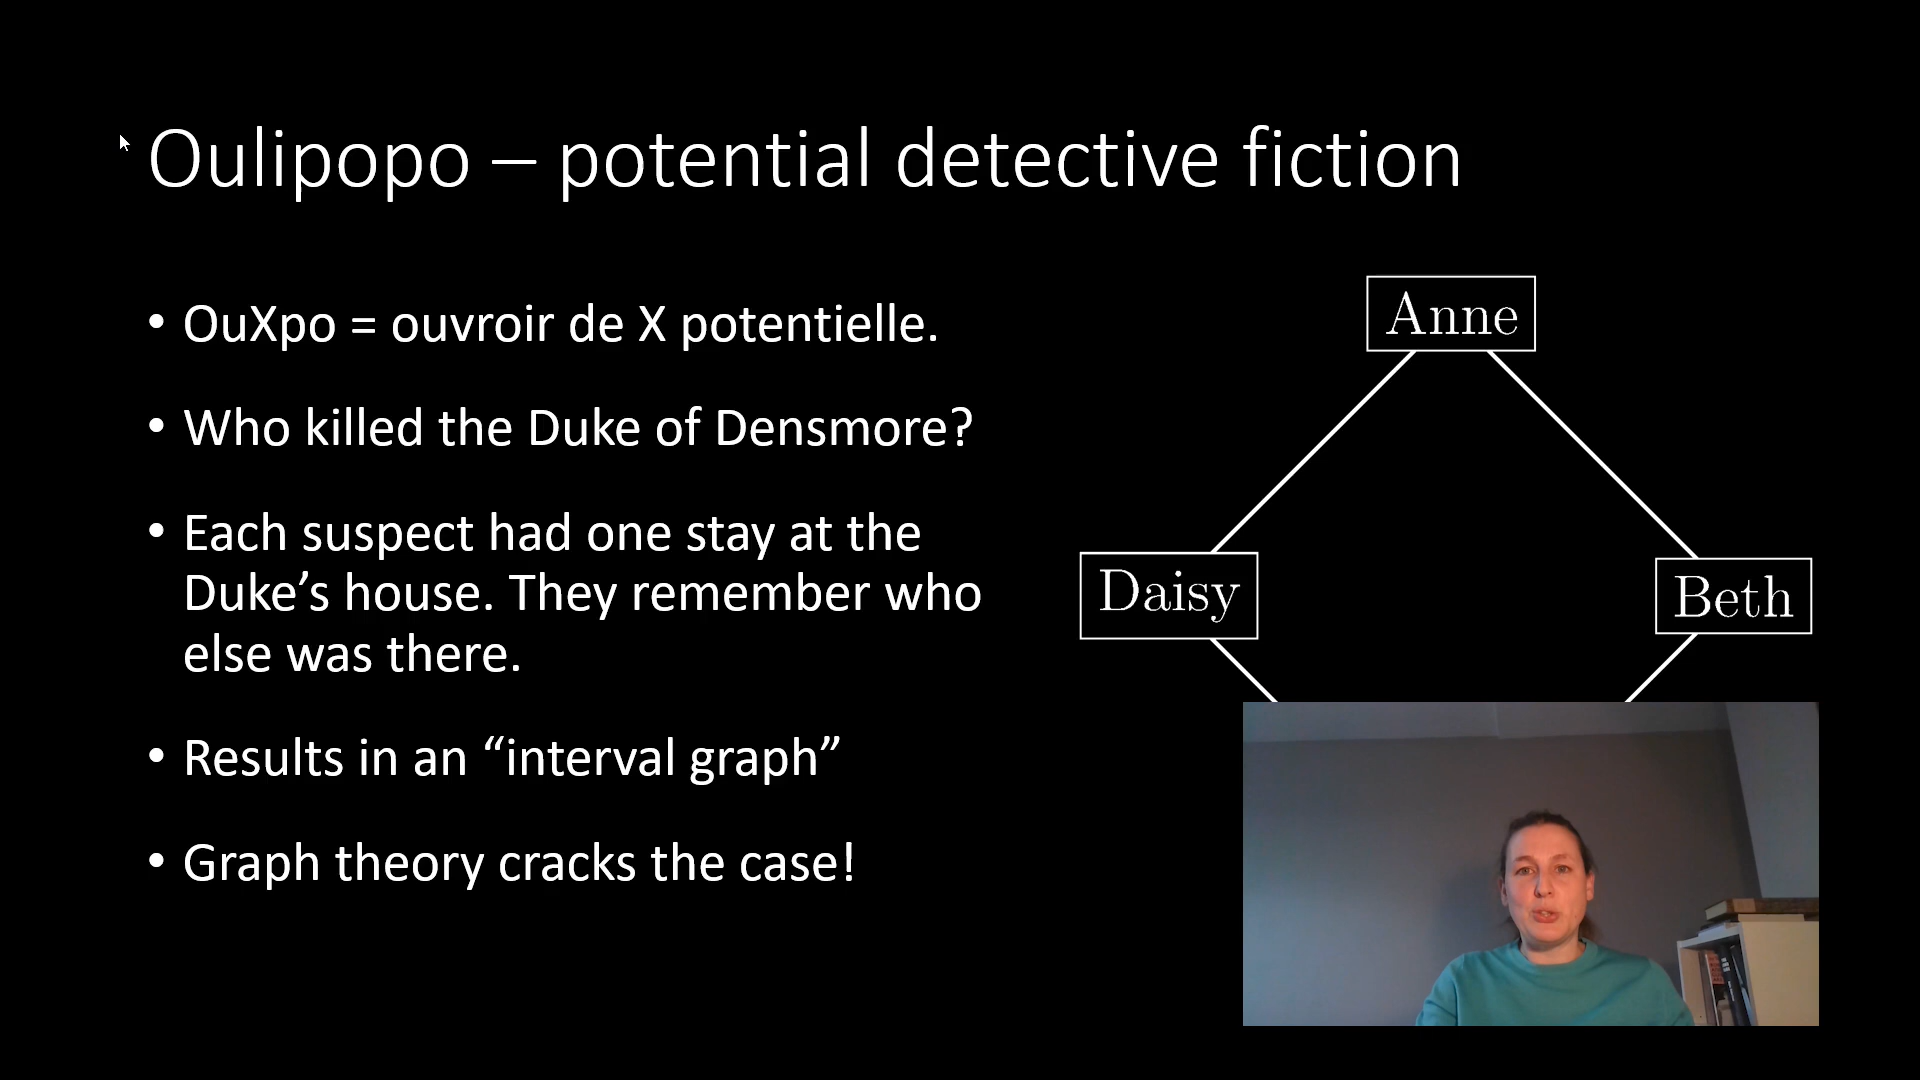 Oulipopo – potential detective fiction
• OuXpo = ouvroir de X potentielle.
• Who killed the Duke of Densmore?
• Each suspect had one stay at the
Duke’s house. They remember who
else was there.
• Results in an “interval graph”
• Graph theory cracks the case!
Anne
Daisy
Beth